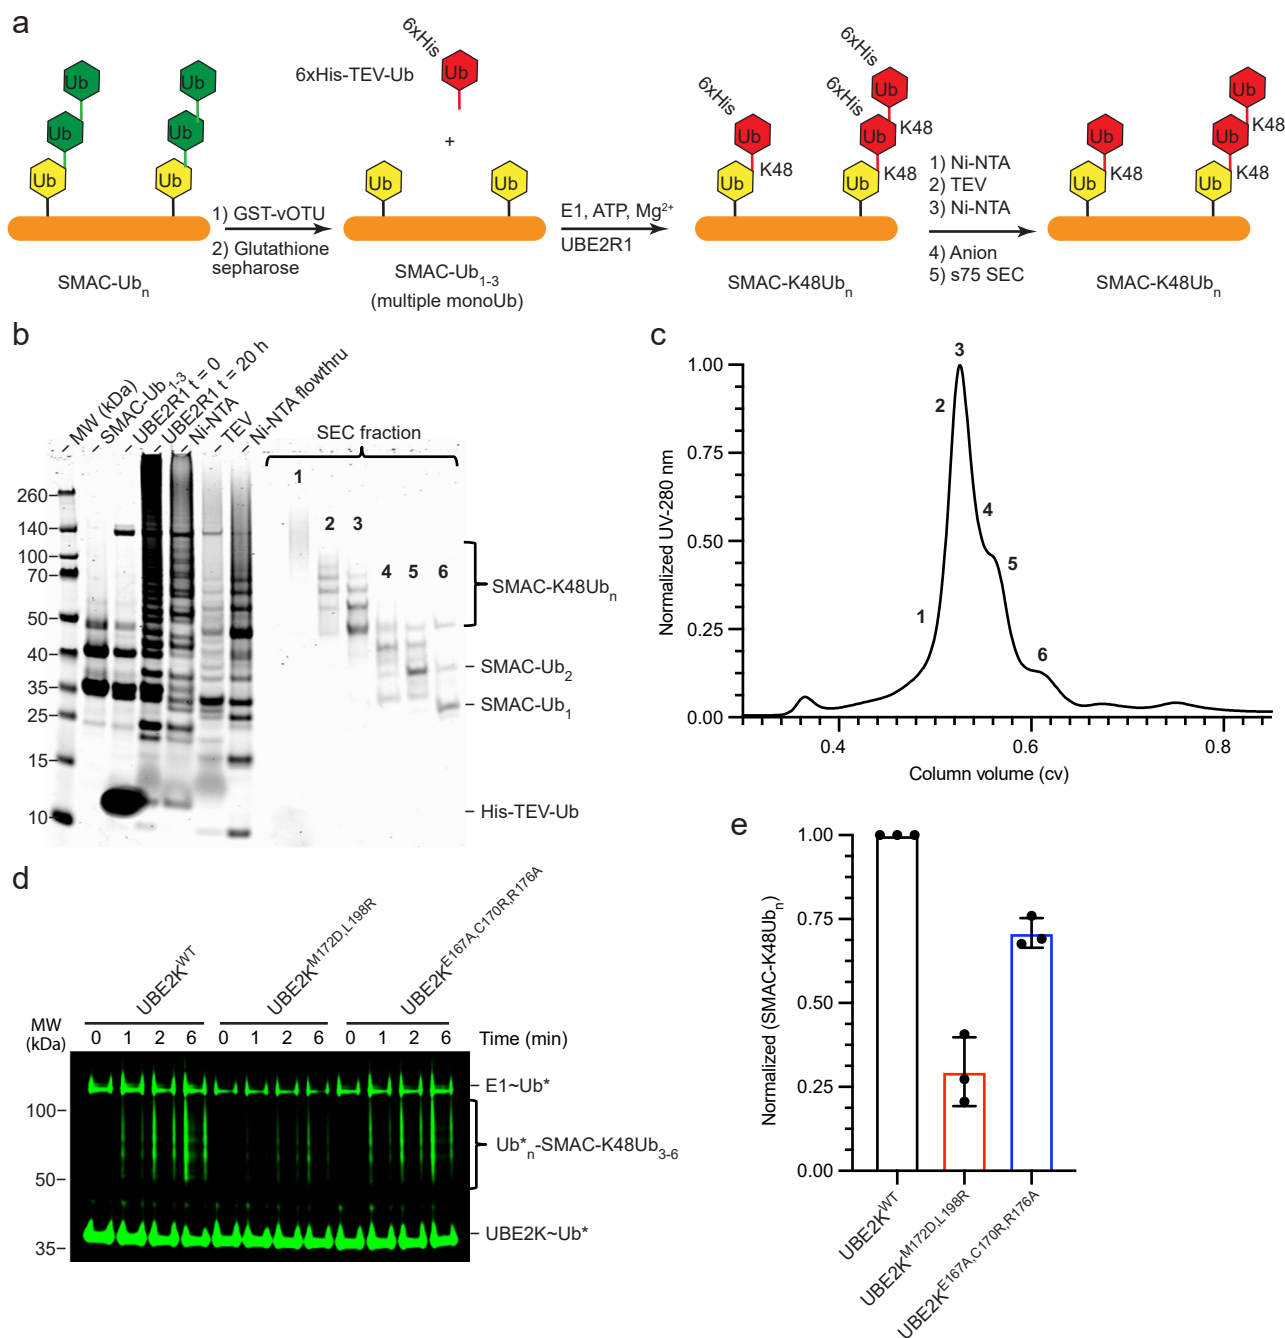 a
Ub
Ub
Ub
Ub
Ub
Ub
SMAC-Ubn
1) GST-vOTU
2) Glutathione
sepharose
6xHis
6xHis-TEV-Ub
Ub
+
Ub
Ub
SMAC-Ub1-3
(multiple monoUb)
E1, ATP, Mg2+
UBE2R1
6xHis
6xHis
6xHis
Ub
Ub
K48
Ub
Ub
K48
Ub
K48
SMAC-K48Ubn
1) Ni-NTA
2) TEV
3) Ni-NTA
4) Anion
5) s75 SEC
Ub
Ub
K48
Ub
Ub
K48
Ub
K48
SMAC-K48Ubn
b
MW (kDa)
SMAC-Ub1-3
UBE2R1 t = 0
UBE2R1 t = 20 h
Ni-NTA
TEV
Ni-NTA flowthru
SEC fraction
1
2
3
4
5
6
260
140
100
70
50
40
35
25
15
10
SMAC-K48Ubn
SMAC-Ub2
SMAC-Ub1
His-TEV-Ub
c
Normalized UV-280 nm
1.00
0.75
0.50
0.25
0.00
1
2
3
4
5
6
0.4
0.6
0.8
Column volume (cv)
d
UBE2KWT
UBE2KM172D,L198R
UBE2KE167A,C170R,R176A
MW
(kDa)
0 1 2 6 0 1 2 6 0 1 2 6
Time (min)
100
50
35
E1~Ub*
Ub*n-SMAC-K48Ub3-6
UBE2K~Ub*
e
Normalized (SMAC-K48Ubn)
1.00
0.75
0.50
0.25
0.00
UBE2KWT
UBE2KM172D,L198R
UBE2KE167A,C170R,R176A